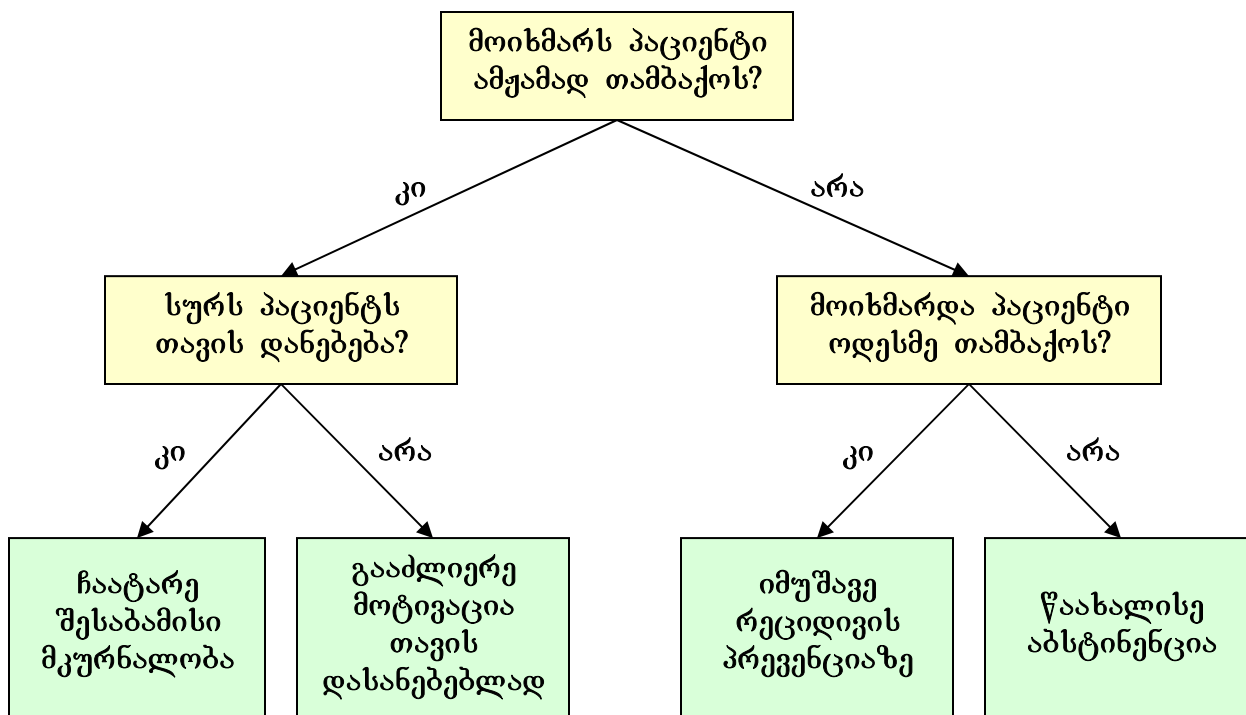 მოიხმარს პაციენტი
ამჟამად თამბაქოს?
კი
არა
სურს პაციენტს
თავის დანებება?
მოიხმარდა პაციენტი
ოდესმე თამბაქოს?
კი
არა
კი
არა
ჩაატარე
შესაბამისი
მკურნალობა
გააძლიერე
მოტივაცია
თავის
დასანებებლად
იმუშავე
რეციდივის
პრევენციაზე
წაახალისე
აბსტინენცია